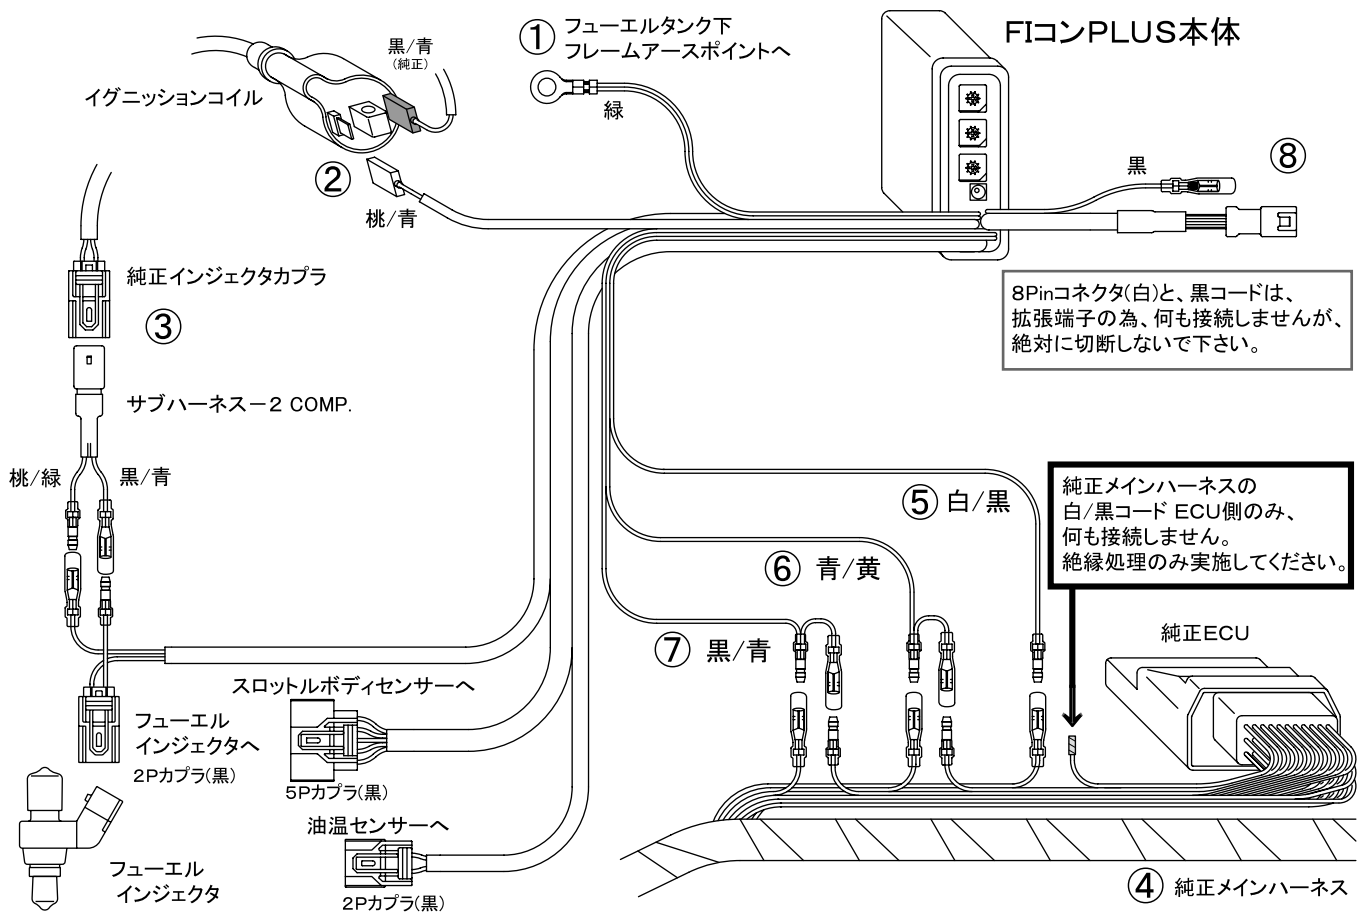 ① フューエルタンク下
フレームアースポイントへ
緑
FIコンPLUS本体
黒/青
(純正)
イグニッションコイル
②
桃/青
黒
⑧
8Pinコネクタ(白)と、黒コードは、
拡張端子の為、何も接続しませんが、
絶対に切断しないで下さい。
純正インジェクタカプラ
③
サブハーネス－2 COMP.
桃/緑
黒/青
⑤ 白/黒
⑥ 青/黄
⑦ 黒/青
純正メインハーネスの
白/黒コード ECU側のみ、
何も接続しません。
絶縁処理のみ実施してください。
純正ECU
スロットルボディセンサーへ
5Pカプラ(黒)
フューエル
インジェクタへ
2Pカプラ(黒)
油温センサーへ
2Pカプラ(黒)
フューエル
インジェクタ
④ 純正メインハーネス